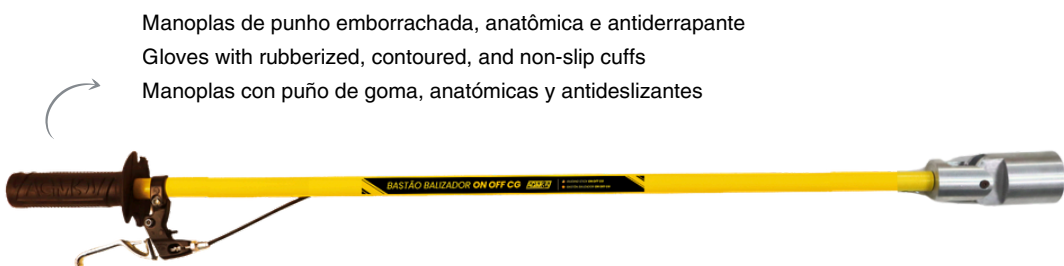 Manoplas de punho emborrachada, anatômica e antiderrapante
Gloves with rubberized, contoured, and non-slip cuffs
Manoplas con puño de goma, anatómicas y antideslizantes
BASTÃO BALIZADOR ON OFF CG